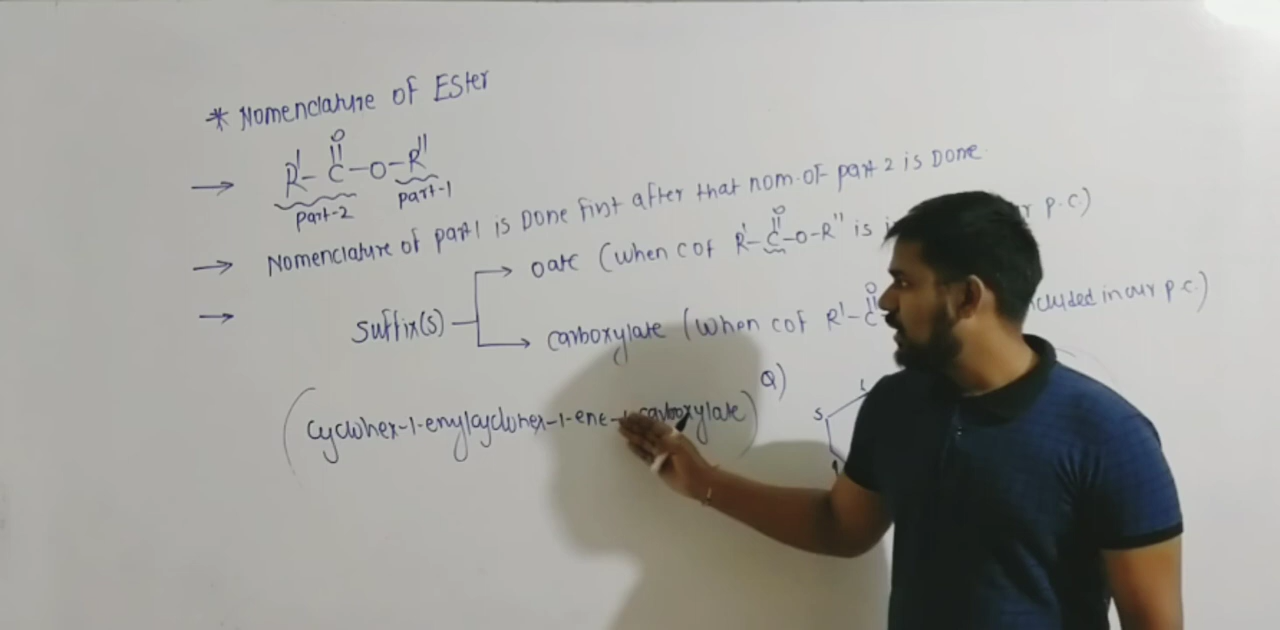 * Nomenclature of Ester
→ R'-C-O-R''
O
Part-2 Part-1
→ Nomenclature of part 1 is Done first after that nom. of part 2 is Done
→ Suffix(s) → oate (when C of R'-C-O-R'' is p.c.)
O
→ carboxylate (when C of R'-C cluded in our p.c.)
O
(cyclohex-1-enylcyclohex-1-ene-1-carboxylate) Q)
5